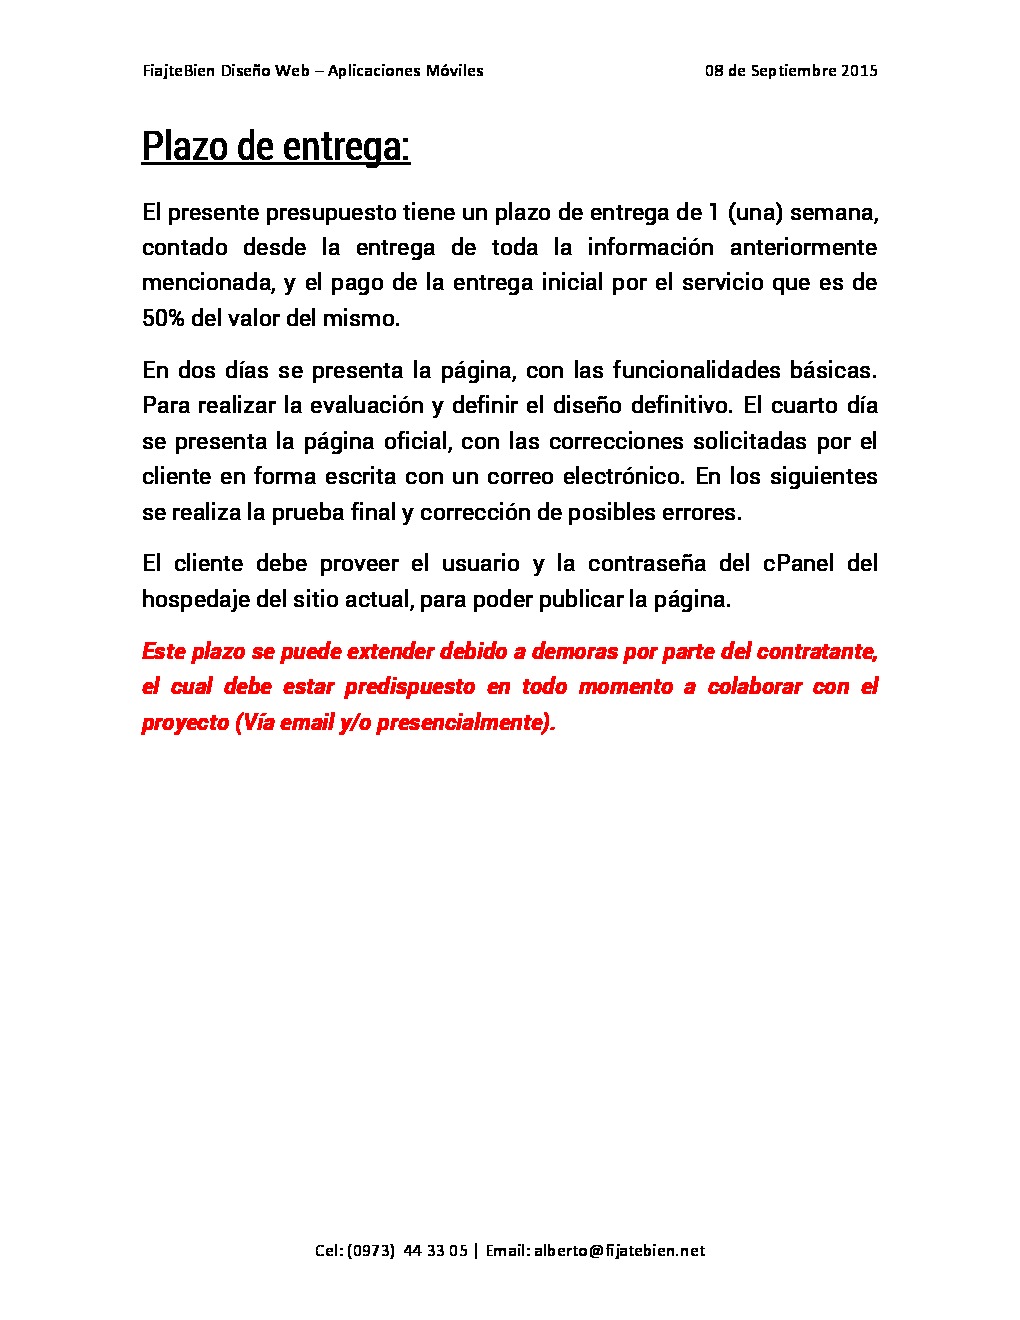 FiajteBien Diseño Web – Aplicaciones Móviles 08 de Septiembre 2015
Plazo de entrega:
El presente presupuesto tiene un plazo de entrega de 1 (una) semana,
contado desde la entrega de toda la información anteriormente
mencionada, y el pago de la entrega inicial por el servicio que es de
50% del valor del mismo.
En dos días se presenta la página, con las funcionalidades básicas.
Para realizar la evaluación y definir el diseño definitivo. El cuarto día
se presenta la página oficial, con las correcciones solicitadas por el
cliente en forma escrita con un correo electrónico. En los siguientes
se realiza la prueba final y corrección de posibles errores.
El cliente debe proveer el usuario y la contraseña del cPanel del
hospedaje del sitio actual, para poder publicar la página.
Este plazo se puede extender debido a demoras por parte del contratante,
el cual debe estar predispuesto en todo momento a colaborar con el
proyecto (Vía email y/o presencialmente).
Cel: (0973) 44 33 05 | Email: alberto@fijatebien.net